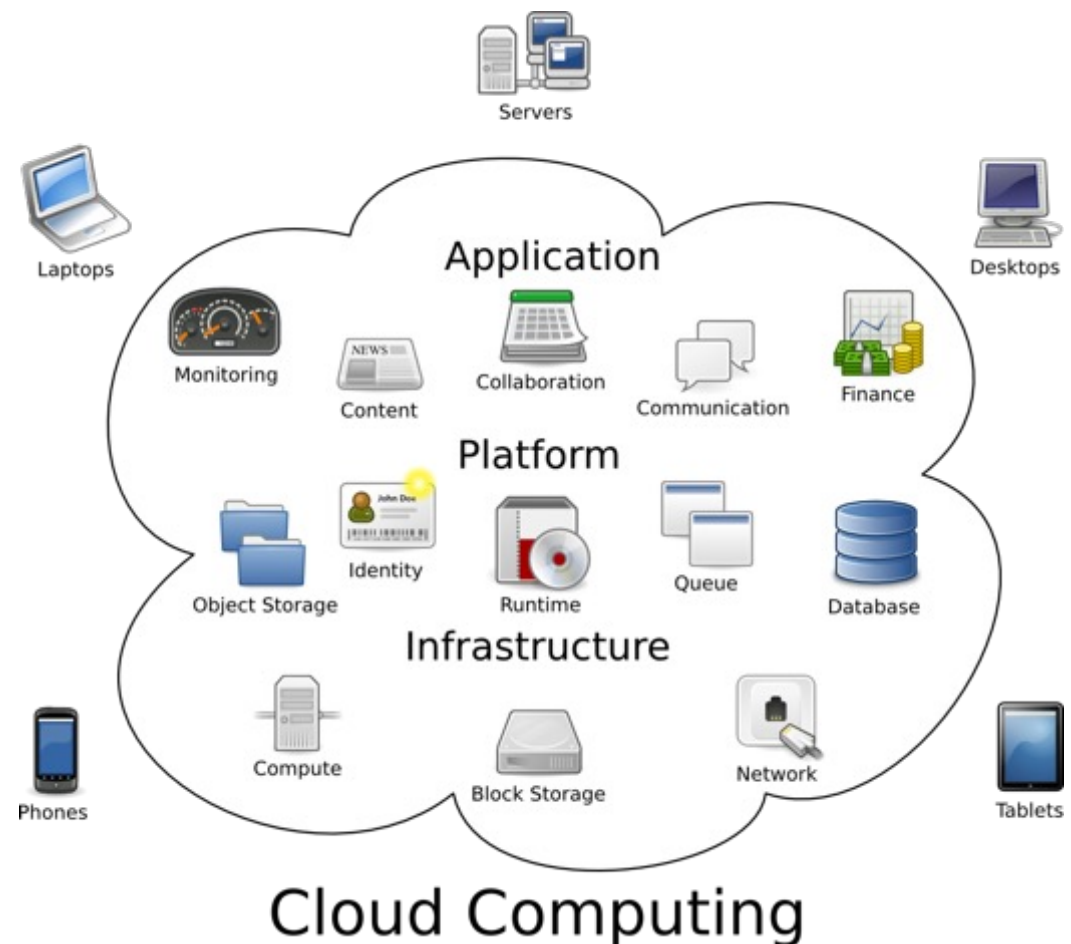 Servers
Laptops
Desktops
Application
Monitoring
NEWS
Content
Collaboration
Communication
Finance
Platform
John Doe
Object Storage
Identity
Runtime
Queue
Database
Infrastructure
Compute
Block Storage
Network
Phones
Tablets
Cloud Computing